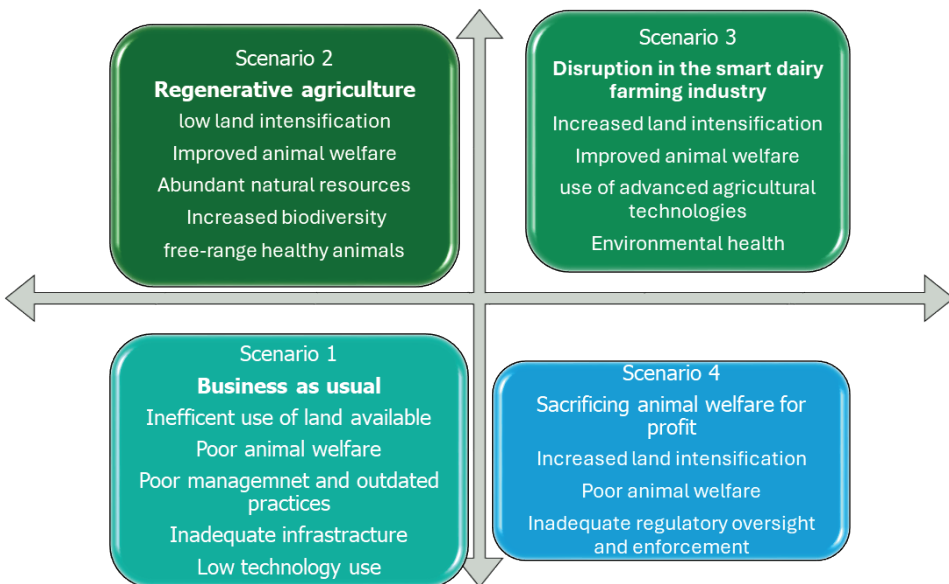 Scenario 2
Regenerative agriculture
low land intensification
Improved animal welfare
Abundant natural resources
Increased biodiversity
free-range healthy animals
Scenario 3
Disruption in the smart dairy
farming industry
Increased land intensification
Improved animal welfare
use of advanced agricultural
technologies
Environmental health
Scenario 1
Business as usual
Inefficent use of land available
Poor animal welfare
Poor managemnet and outdated
practices
Inadequate infrastracture
Low technology use
Scenario 4
Sacrificing animal welfare for
profit
Increased land intensification
Poor animal welfare
Inadequate regulatory oversight
and enforcement